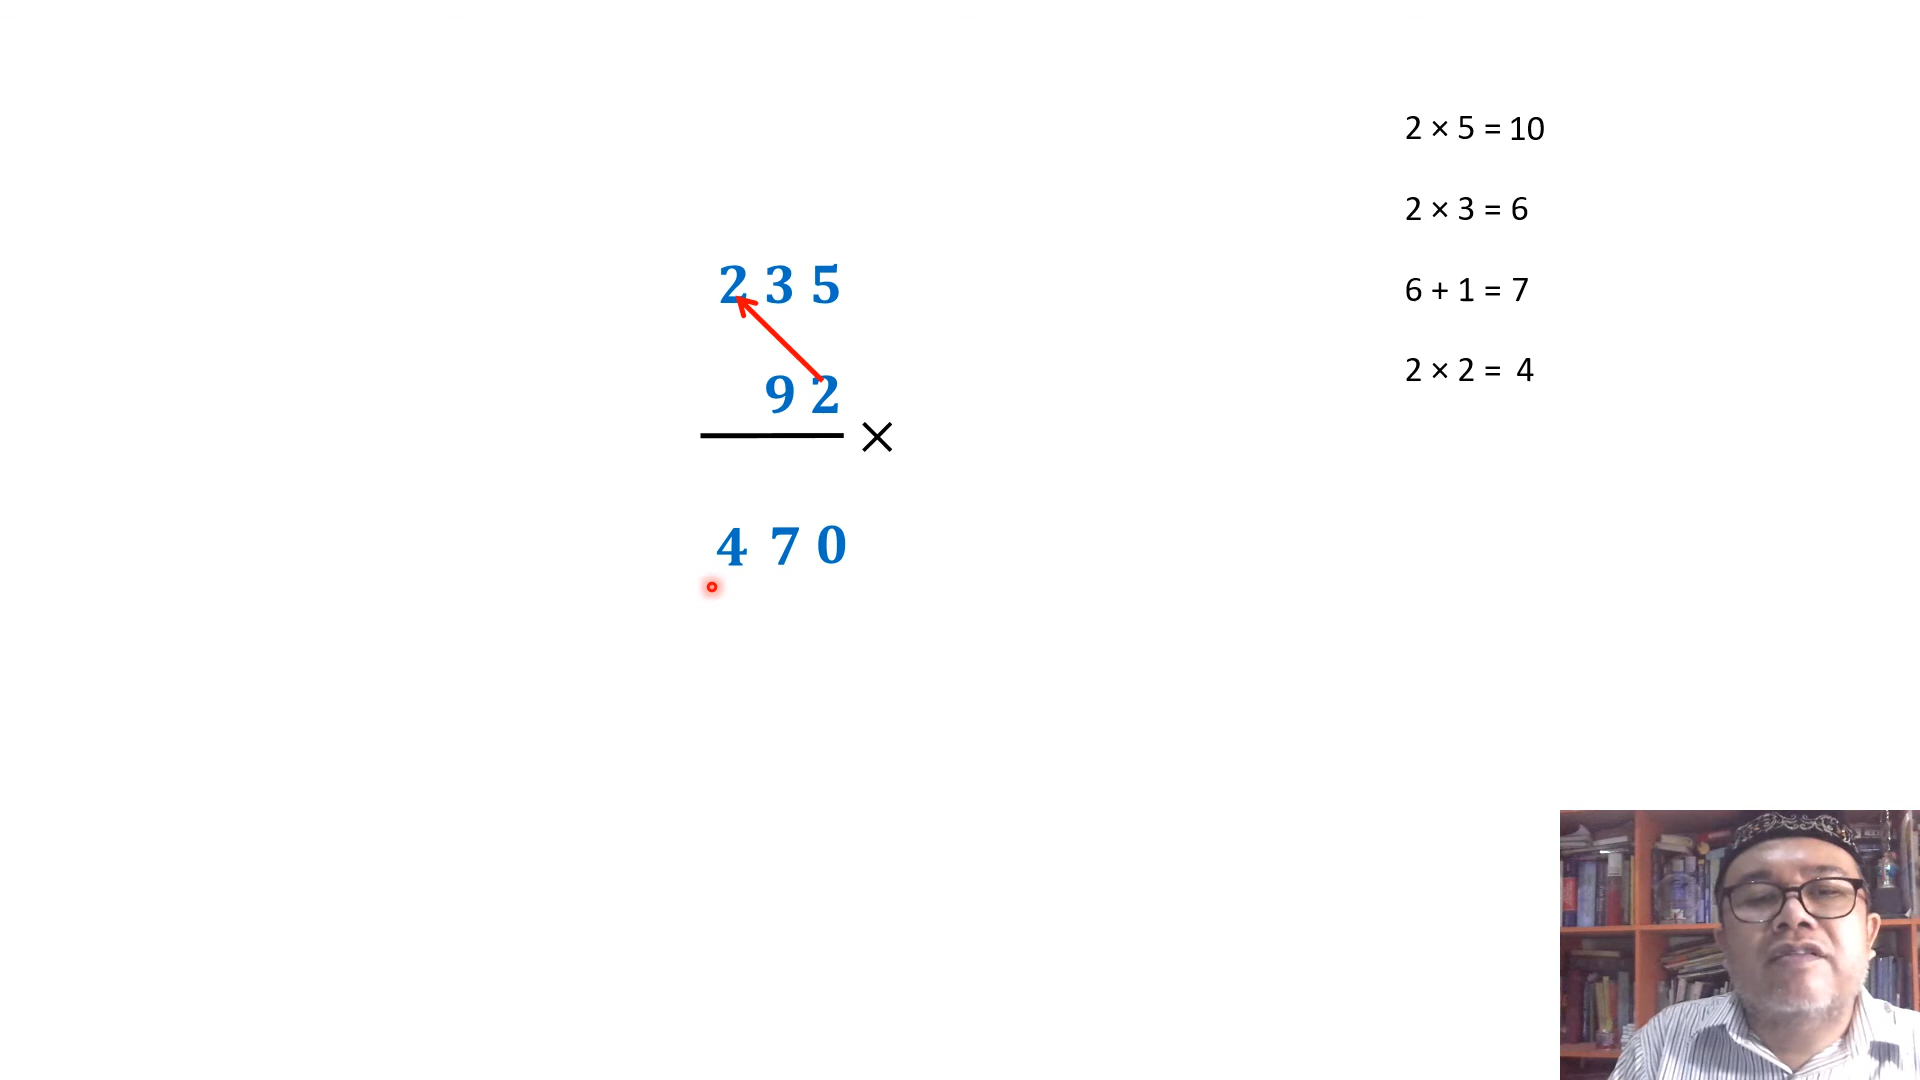 2 3 5
9 2
×
4 7 0
2 × 5 = 10
2 × 3 = 6
6 + 1 = 7
2 × 2 = 4